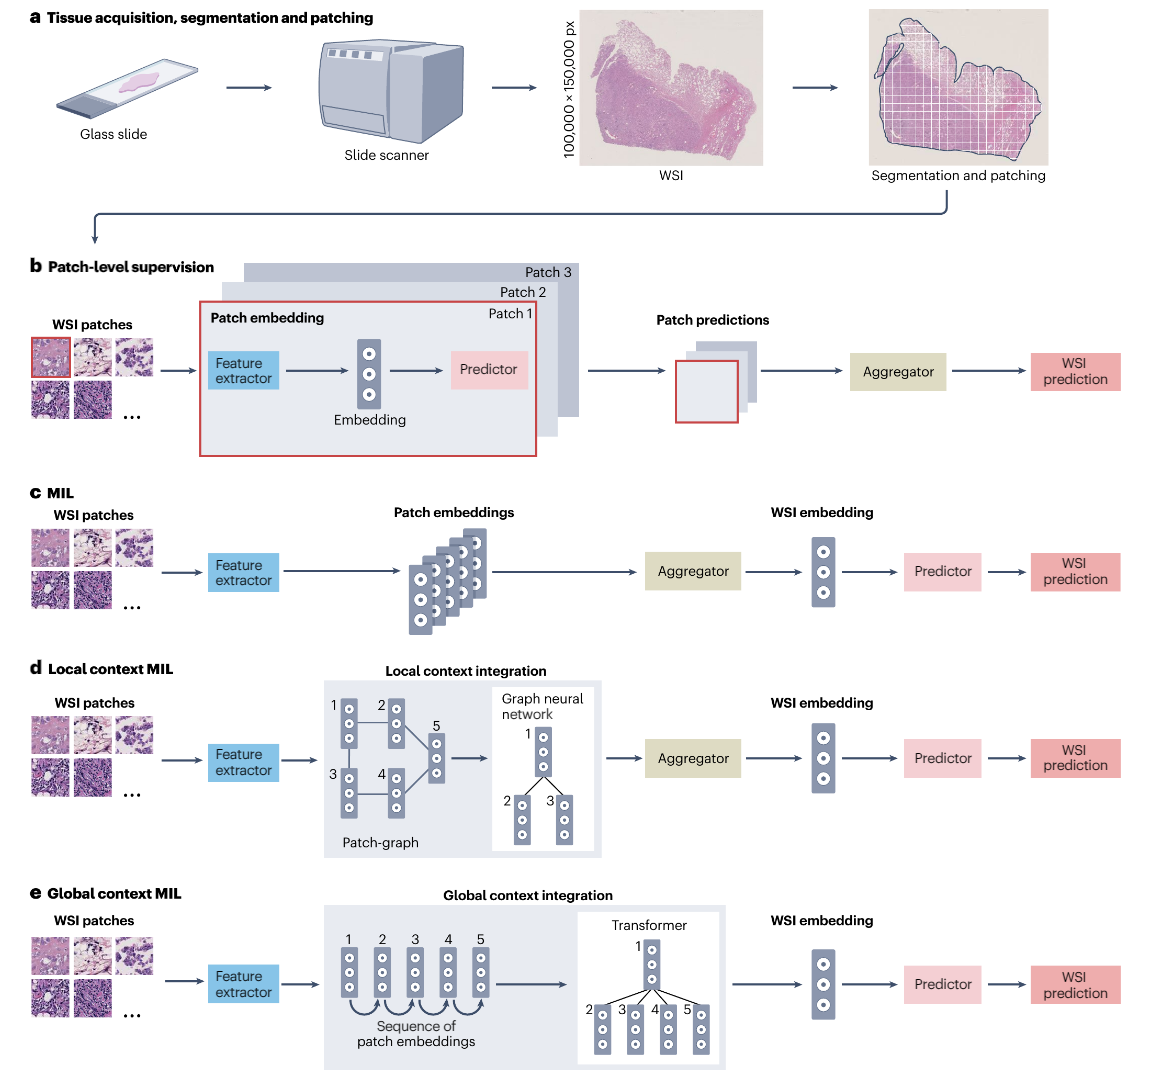 a Tissue acquisition, segmentation and patching
Glass slide
Slide scanner
100,000 × 150,000 px
WSI
Segmentation and patching
b Patch-level supervision
WSI patches
...
Patch 3
Patch 2
Patch 1
Patch embedding
Feature
extractor
Embedding
Predictor
Patch predictions
Aggregator
WSI
prediction
c MIL
WSI patches
...
Feature
extractor
Patch embeddings
Aggregator
WSI embedding
Predictor
WSI
prediction
d Local context MIL
WSI patches
...
Feature
extractor
Local context integration
1
2
3
4
5
Patch-graph
Graph neural
network
1
2
3
Aggregator
WSI embedding
Predictor
WSI
prediction
e Global context MIL
WSI patches
...
Feature
extractor
Global context integration
1 2 3 4 5
Sequence of
patch embeddings
Transformer
1
2 3 4 5
WSI embedding
Predictor
WSI
prediction